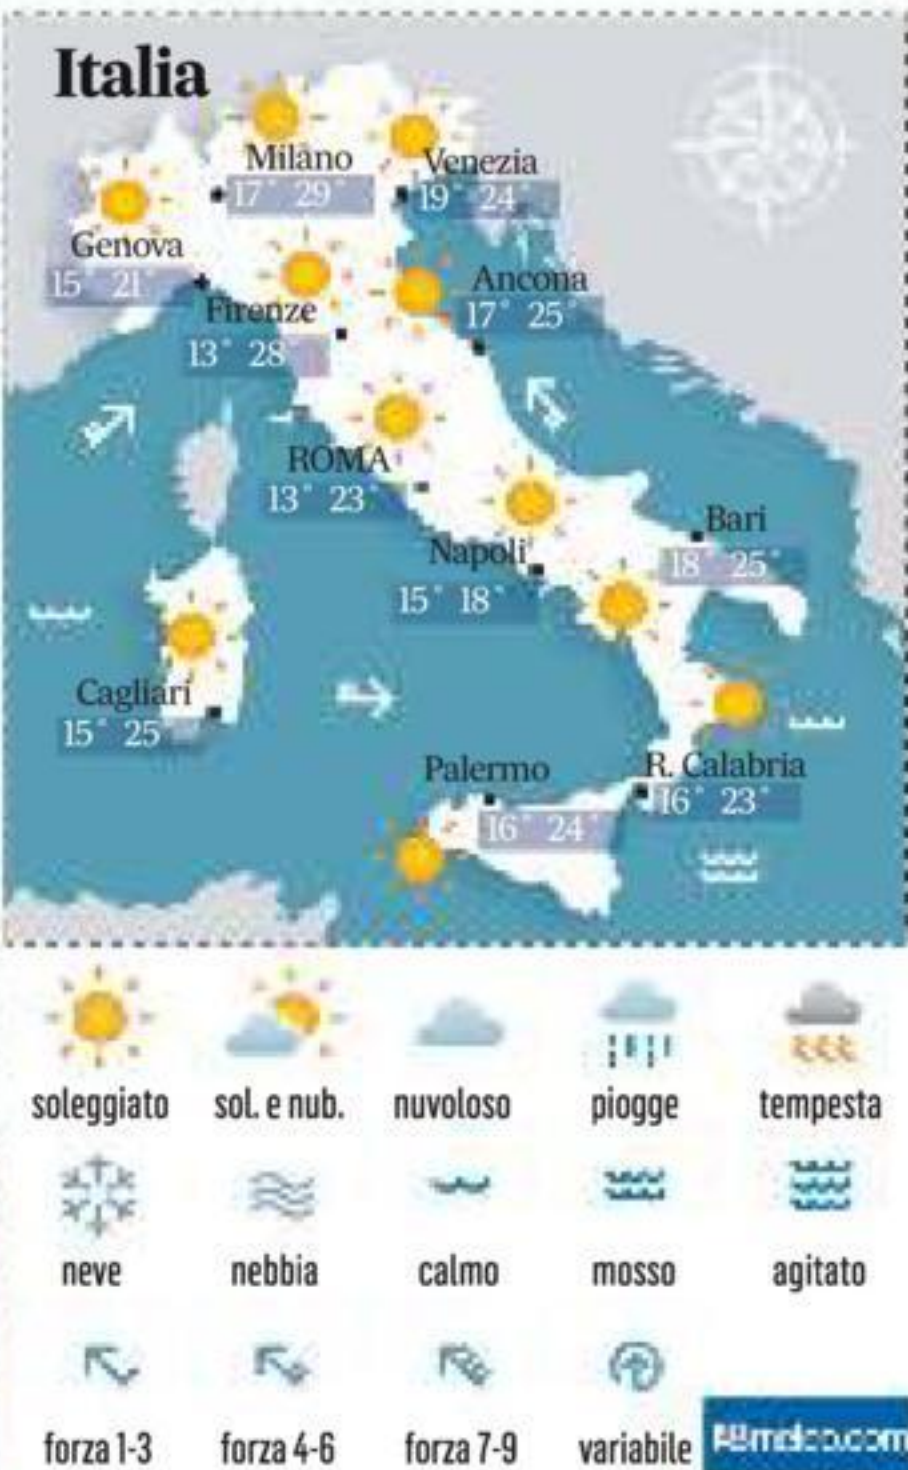 Italia
Milano
17° 29°
Venezia
19° 24°
Genova
15° 21°
Ancona
17° 25°
Firenze
13° 28
ROMA
13° 23°
Bari
18° 25°
Napoli
15° 18°
Cagliari
15° 25
Palermo
16° 24°
R. Calabria
16° 23°
soleggiato sol. e nub. nuvoloso piogge tempesta
neve nebbia calmo mosso agitato
forza 1-3 forza 4-6 forza 7-9 variabile